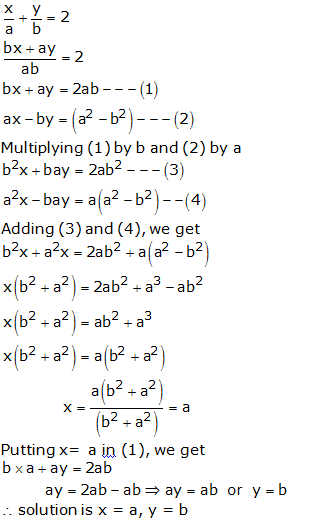 x/a + y/b = 2
(bx + ay)/ab = 2
bx + ay = 2ab − − − (1)
ax − by = (a² − b²) − − − (2)
Multiplying (1) by b and (2) by a
b²x + bay = 2ab² − − − (3)
a²x − bay = a(a² − b²) − − (4)
Adding (3) and (4), we get
b²x + a²x = 2ab² + a(a² − b²)
x(b² + a²) = 2ab² + a³ − ab²
x(b² + a²) = ab² + a³
x(b² + a²) = a(b² + a²)
x = a(b² + a²)/(b² + a²) = a
Putting x= a in (1), we get
b × a + ay = 2ab
ay = 2ab − ab ⇒ ay = ab or y = b
∴ solution is x = a, y = b